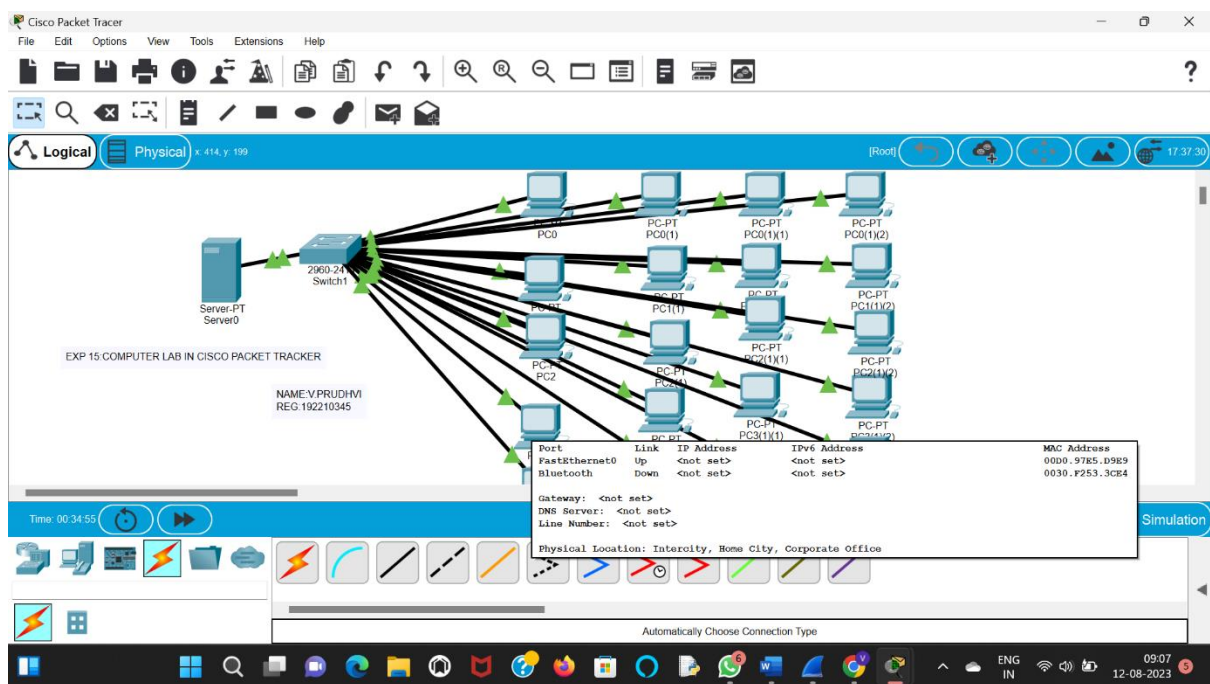 Cisco Packet Tracer
File Edit Options View Tools Extensions Help
Logical Physical x: 414, y: 199 [Root] 17:37:30
PC0
PC-PT
PC0(1)
PC-PT
PC0(1)(1)
PC-PT
PC0(1)(2)
Switch1
Server-PT
Server0
PC-PT
PC1(1)
PC-PT
PC1(1)(2)
PC2
PC-PT
PC2(1)(1)
PC-PT
PC2(1)(2)
PC-PT
PC3(1)(1)
PC-PT
EXP 15:COMPUTER LAB IN CISCO PACKET TRACKER
NAME:V.PRUDHVI
REG:192210345
Port Link IP Address IPv6 Address MAC Address
FastEthernet0 Up <not set> <not set> 00D0.97E5.D9E9
Bluetooth Down <not set> <not set> 0030.F253.3CE4
Gateway: <not set>
DNS Server: <not set>
Line Number: <not set>
Physical Location: Intercity, Home City, Corporate Office
Time: 00:34:55 Simulation
Automatically Choose Connection Type
ENG
IN
09:07
12-08-2023